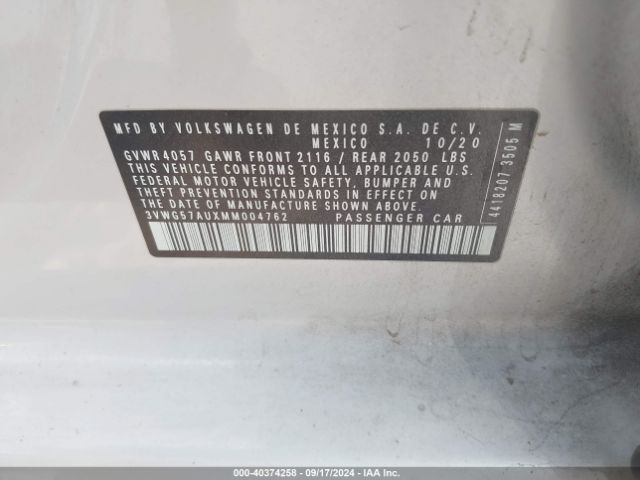 MFD BY VOLKSWAGEN DE MEXICO S.A. DE C.V.
MEXICO 10/20
GVWR 4057 GAWR FRONT 2116 / REAR 2050 LBS
THIS VEHICLE CONFORMS TO ALL APPLICABLE U.S.
FEDERAL MOTOR VEHICLE SAFETY, BUMPER AND
THEFT PREVENTION STANDARDS IN EFFECT ON
THE DATE OF MANUFACTURE SHOWN ABOVE
3VWG57AUXMM004762 PASSENGER CAR
4418207 3505 M
000-40374258 - 09/17/2024 - IAA Inc.